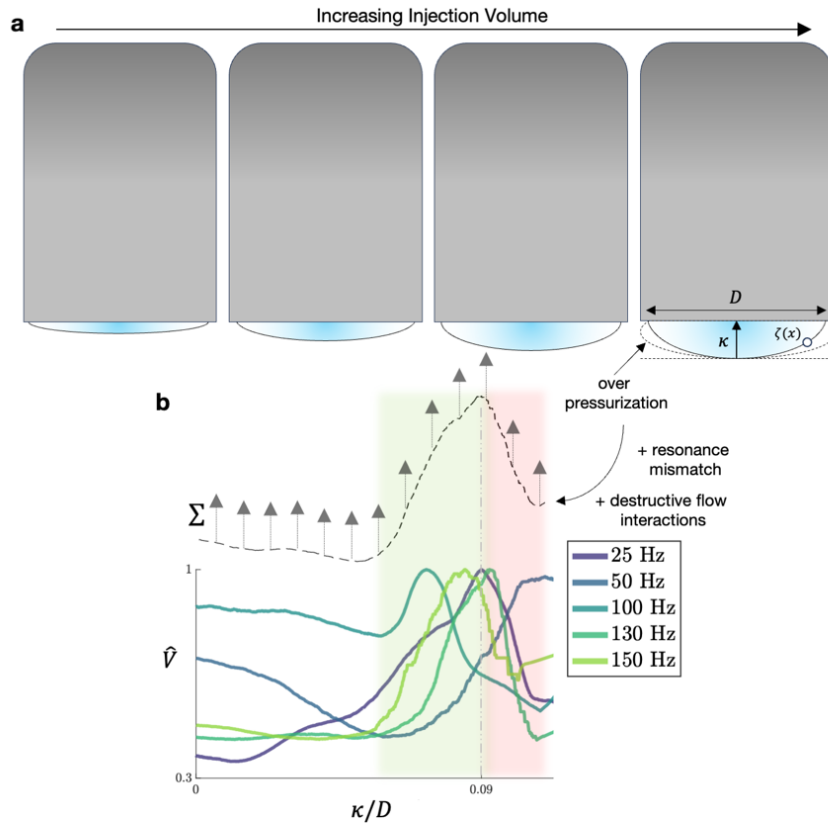 Increasing Injection Volume
a
D
κ
ζ(x)
over
pressurization
+ resonance
mismatch
+ destructive flow
interactions
b
Σ
25 Hz
50 Hz
100 Hz
130 Hz
150 Hz
1
V̂
0.3
0
0.09
κ/D